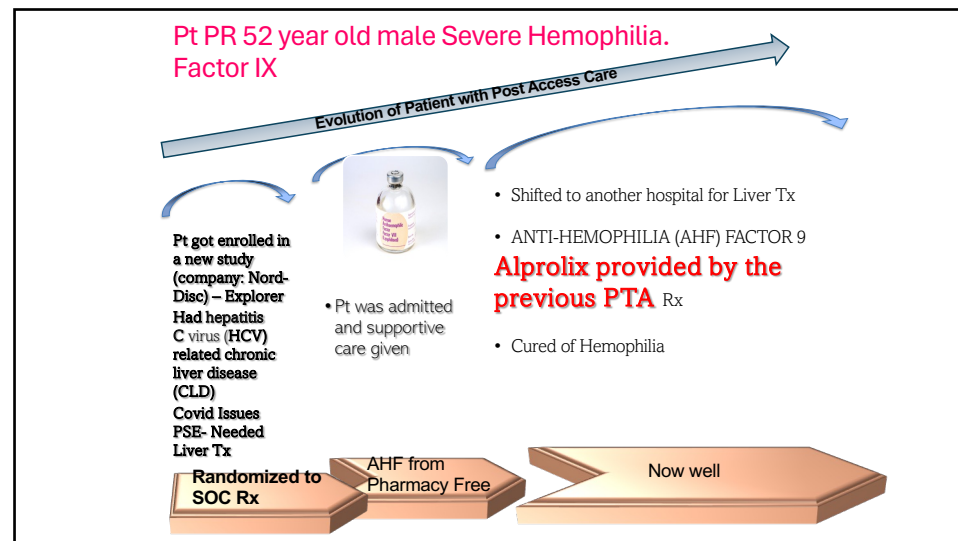 Pt PR 52 year old male Severe Hemophilia.
Factor IX
Evolution of Patient with Post Access Care
Pt got enrolled in
a new study
(company: Nord-
Disc) – Explorer
Had hepatitis
C virus (HCV)
related chronic
liver disease
(CLD)
Covid Issues
PSE- Needed
Liver Tx
• Pt was admitted
and supportive
care given
• Shifted to another hospital for Liver Tx
• ANTI-HEMOPHILIA (AHF) FACTOR 9
Alprolix provided by the
previous PTA Rx
• Cured of Hemophilia
Randomized to
SOC Rx
AHF from
Pharmacy Free
Now well